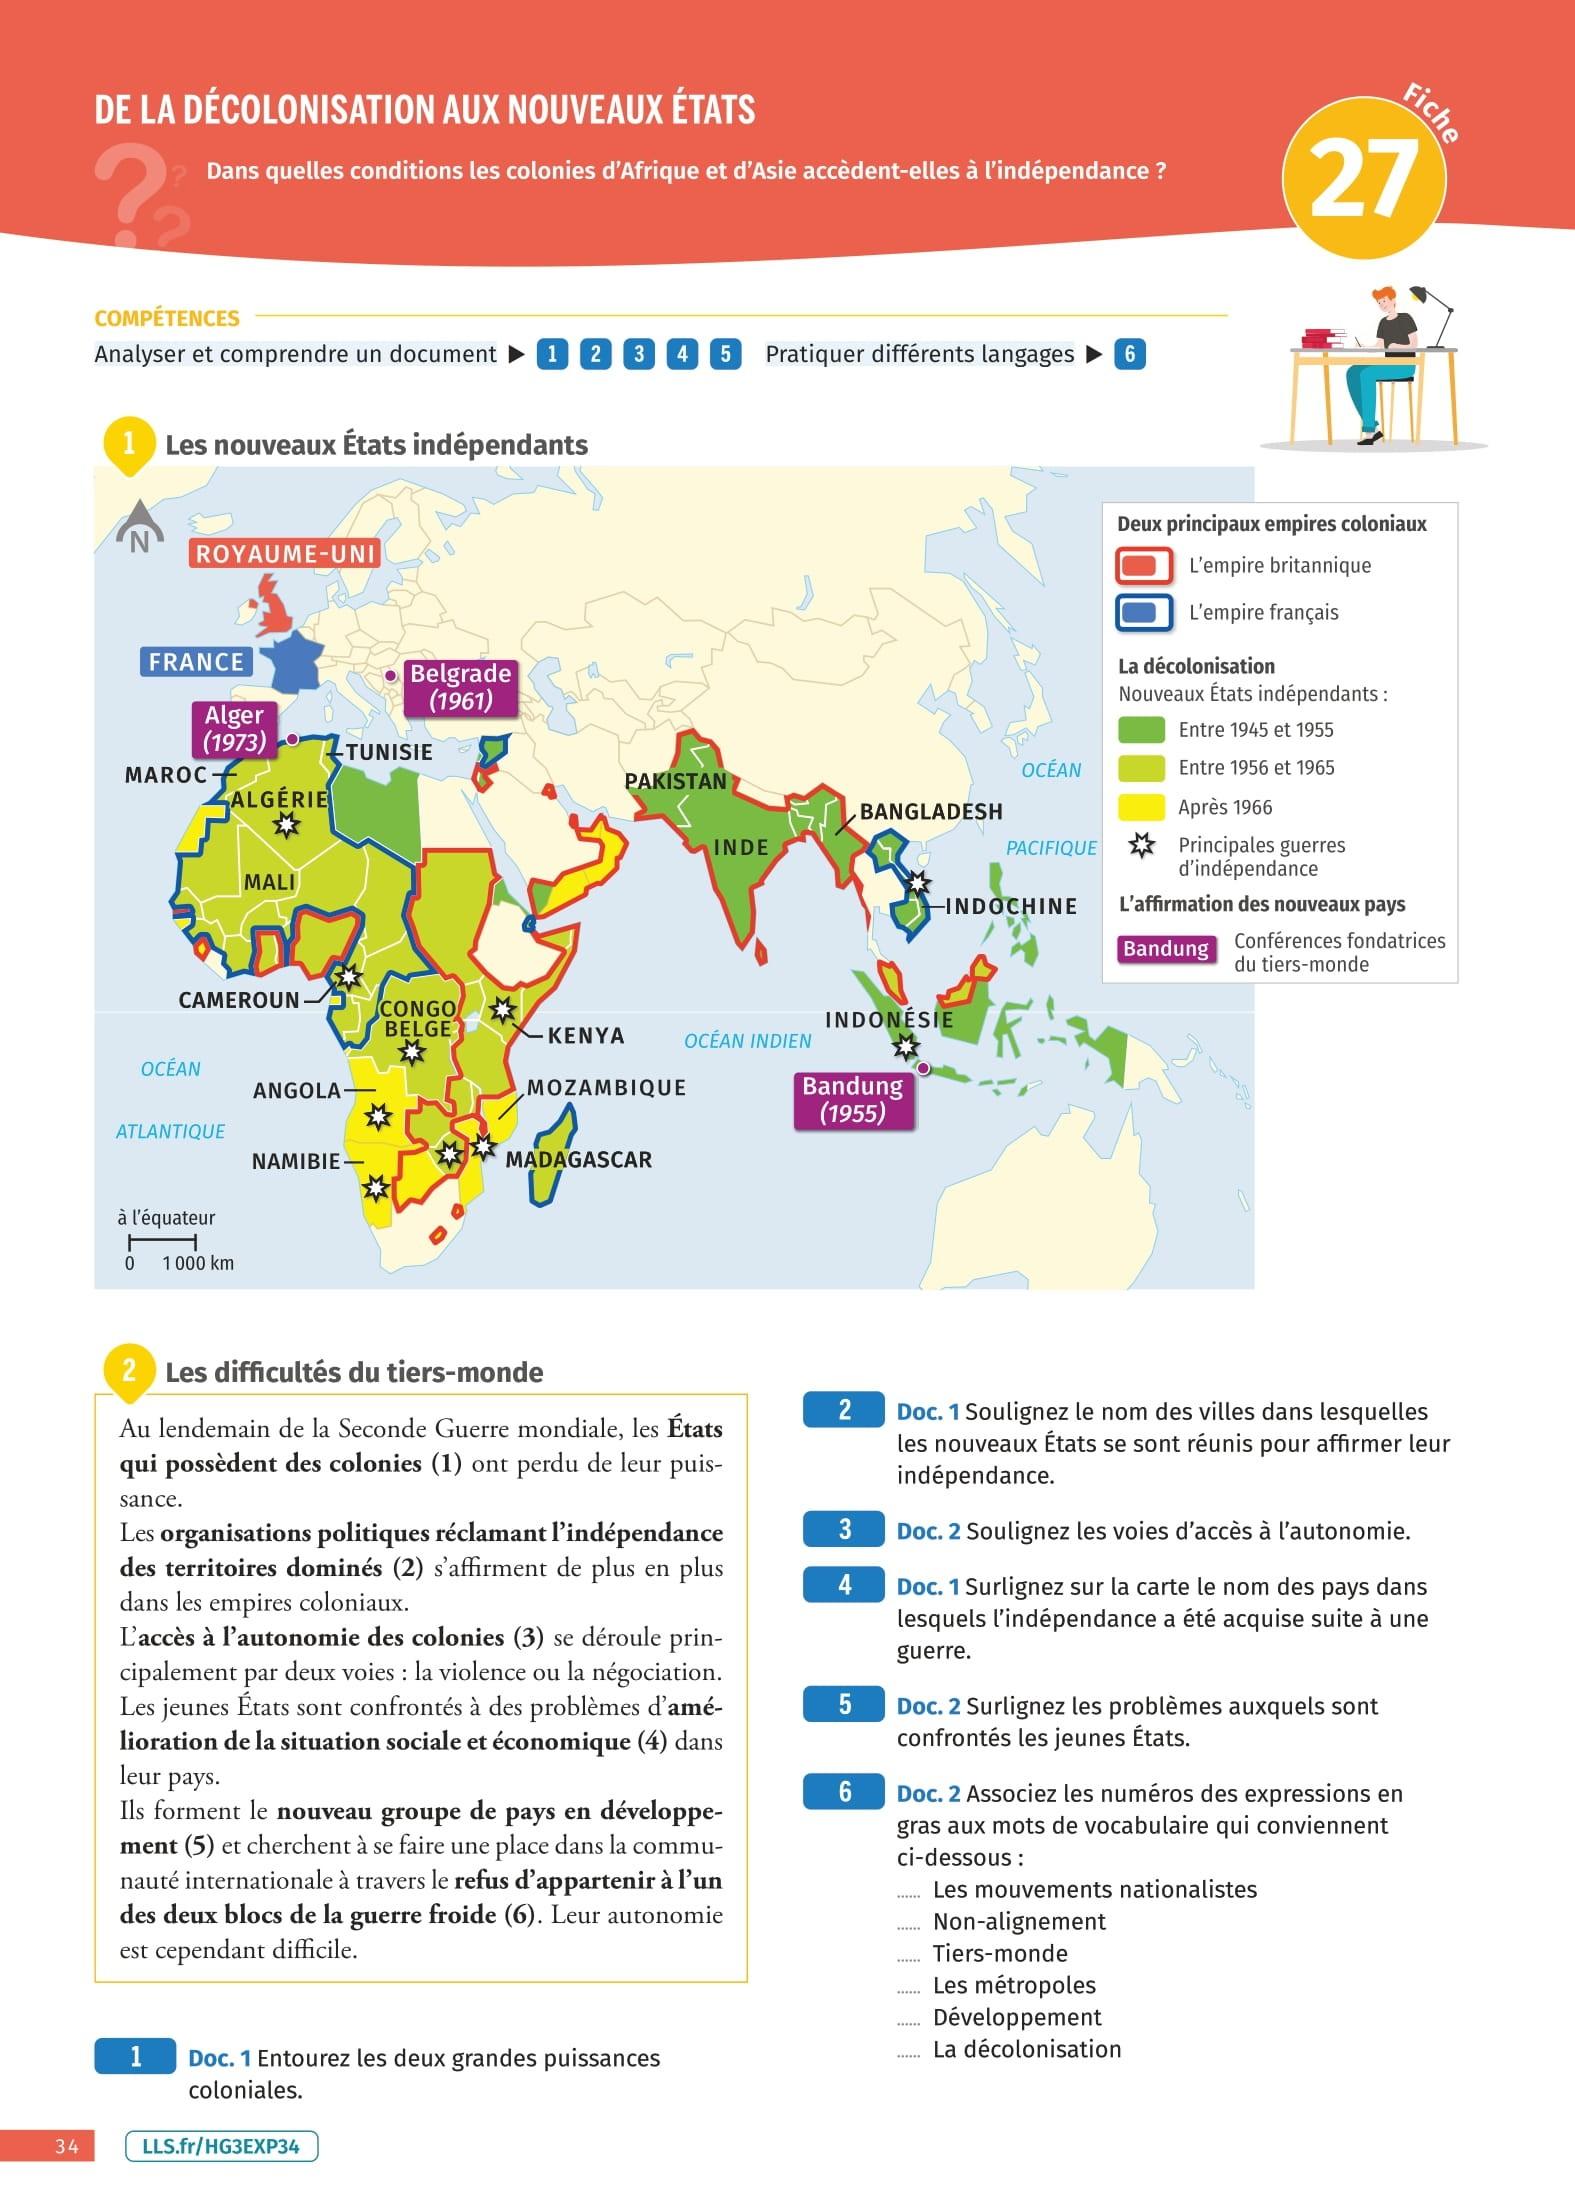 DE LA DÉCOLONISATION AUX NOUVEAUX ÉTATS
Fiche
27
Dans quelles conditions les colonies d'Afrique et d'Asie accèdent-elles à l'indépendance ?
COMPÉTENCES
Analyser et comprendre un document ▶ 1 2 3 4 5 Pratiquer différents langages ▶ 6
1 Les nouveaux États indépendants
N
ROYAUME-UNI
FRANCE
Belgrade
(1961)
Alger
(1973)
TUNISIE
MAROC
ALGÉRIE
MALI
CAMEROUN
CONGO
BELGE
KENYA
ANGOLA
MOZAMBIQUE
NAMIBIE
MADAGASCAR
PAKISTAN
INDE
BANGLADESH
INDOCHINE
INDONÉSIE
Bandung
(1955)
OCÉAN
PACIFIQUE
OCÉAN INDIEN
OCÉAN
ATLANTIQUE
à l'équateur
0 1 000 km
Deux principaux empires coloniaux
L'empire britannique
L'empire français
La décolonisation
Nouveaux États indépendants :
Entre 1945 et 1955
Entre 1956 et 1965
Après 1966
Principales guerres
d'indépendance
L'affirmation des nouveaux pays
Bandung Conférences fondatrices
du tiers-monde
2 Les difficultés du tiers-monde
Au lendemain de la Seconde Guerre mondiale, les États
qui possèdent des colonies (1) ont perdu de leur puis-
sance.
Les organisations politiques réclamant l'indépendance
des territoires dominés (2) s'affirment de plus en plus
dans les empires coloniaux.
L'accès à l'autonomie des colonies (3) se déroule prin-
cipalement par deux voies : la violence ou la négociation.
Les jeunes États sont confrontés à des problèmes d'amé-
lioration de la situation sociale et économique (4) dans
leur pays.
Ils forment le nouveau groupe de pays en développe-
ment (5) et cherchent à se faire une place dans la commu-
nauté internationale à travers le refus d'appartenir à l'un
des deux blocs de la guerre froide (6). Leur autonomie
est cependant difficile.
1 Doc. 1 Entourez les deux grandes puissances
coloniales.
2 Doc. 1 Soulignez le nom des villes dans lesquelles
les nouveaux États se sont réunis pour affirmer leur
indépendance.
3 Doc. 2 Soulignez les voies d'accès à l'autonomie.
4 Doc. 1 Surlignez sur la carte le nom des pays dans
lesquels l'indépendance a été acquise suite à une
guerre.
5 Doc. 2 Surlignez les problèmes auxquels sont
confrontés les jeunes États.
6 Doc. 2 Associez les numéros des expressions en
gras aux mots de vocabulaire qui conviennent
ci-dessous :
...... Les mouvements nationalistes
...... Non-alignement
...... Tiers-monde
...... Les métropoles
...... Développement
...... La décolonisation
34
LLS.fr/HG3EXP34